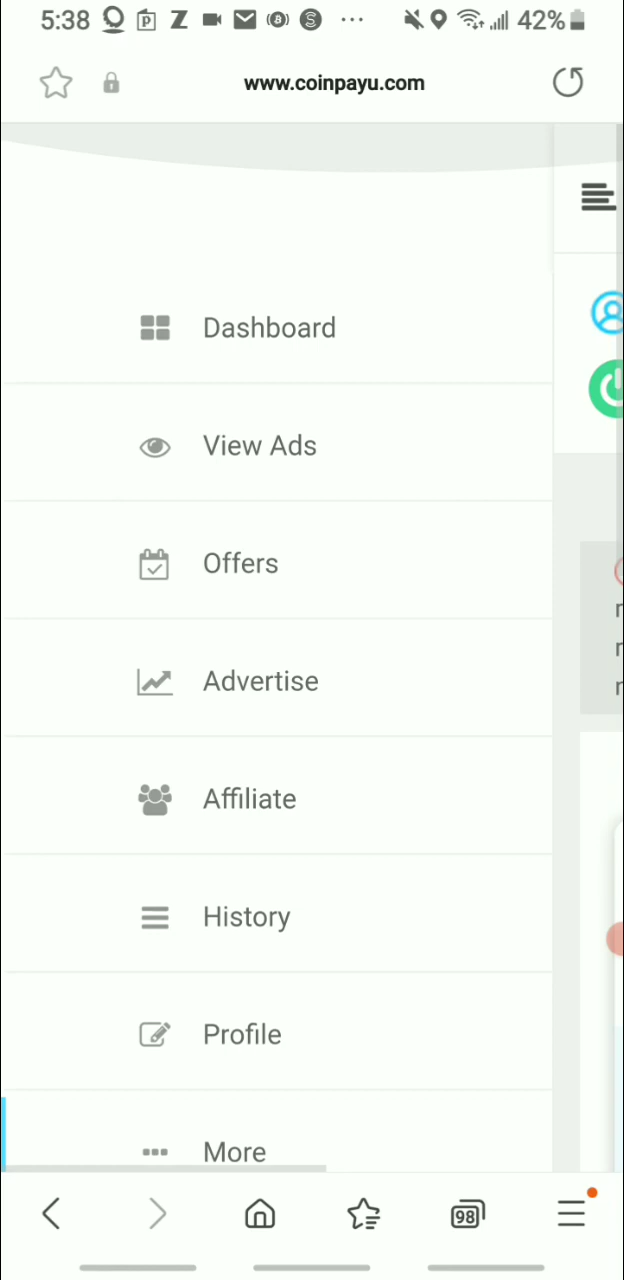 5:38 42%
www.coinpayu.com
Dashboard
View Ads
Offers
Advertise
Affiliate
r
r
r
History
Profile
More
98